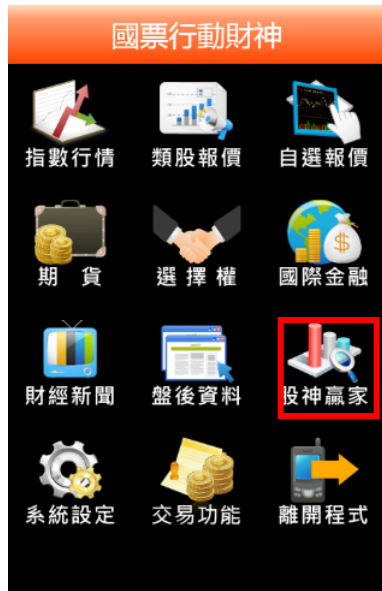 國票行動財神
指數行情 類股報價 自選報價
期 貨 選擇權 國際金融
財經新聞 盤後資料 股神贏家
系統設定 交易功能 離開程式